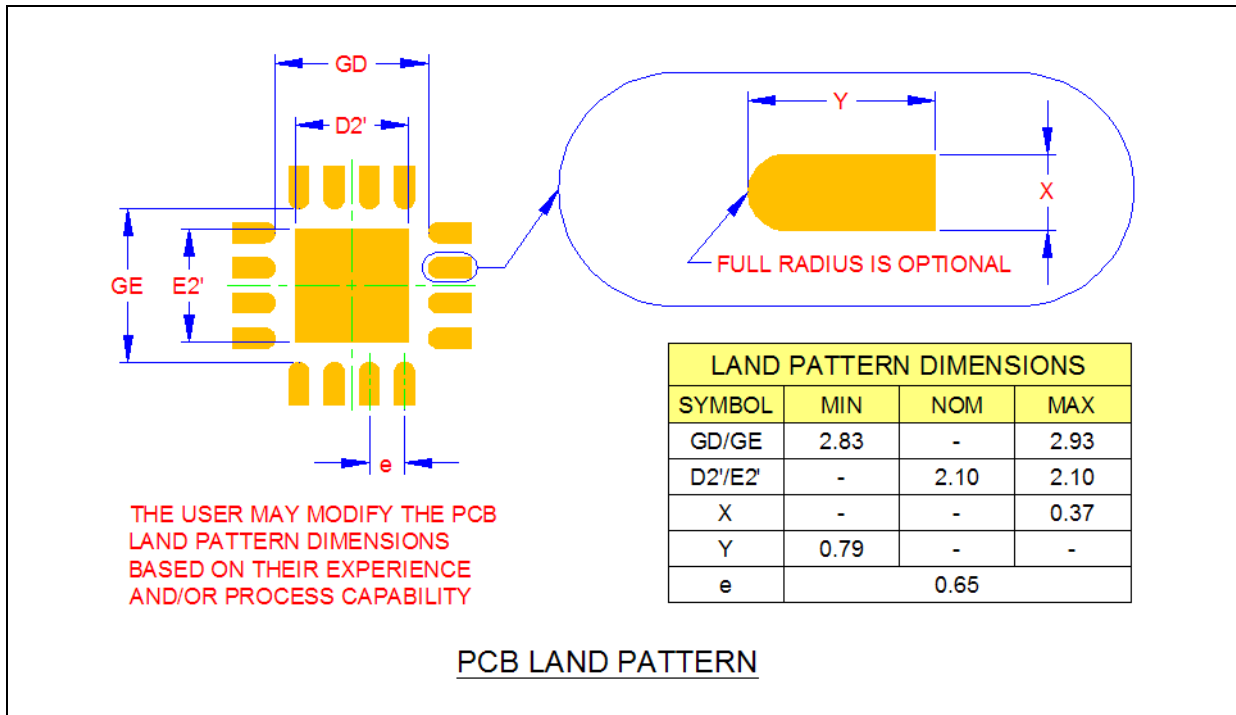 GD
D2'
GE
E2'
e
Y
X
FULL RADIUS IS OPTIONAL
THE USER MAY MODIFY THE PCB
LAND PATTERN DIMENSIONS
BASED ON THEIR EXPERIENCE
AND/OR PROCESS CAPABILITY
LAND PATTERN DIMENSIONS
SYMBOL MIN NOM MAX
GD/GE 2.83 - 2.93
D2'/E2' - 2.10 2.10
X - - 0.37
Y 0.79 - -
e 0.65
PCB LAND PATTERN